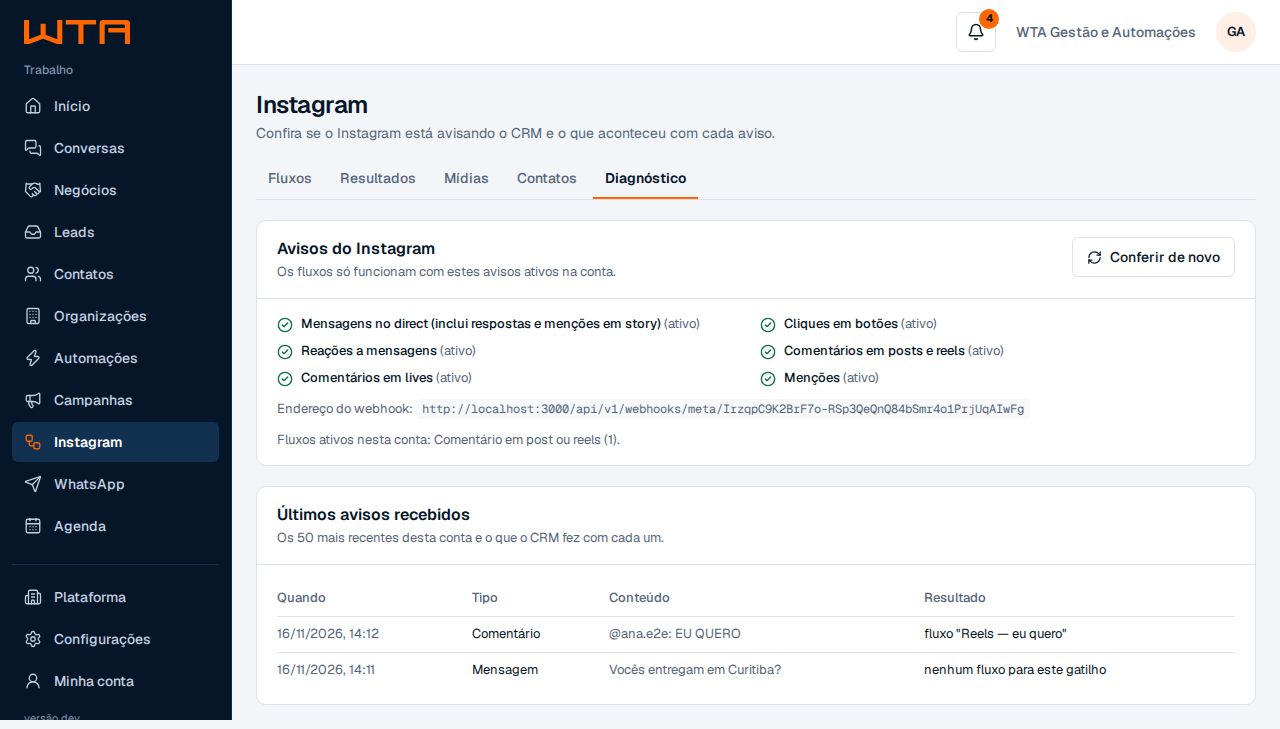 WTA
4
WTA Gestão e Automações
GA
Trabalho
Início
Conversas
Negócios
Leads
Contatos
Organizações
Automações
Campanhas
Instagram
WhatsApp
Agenda
Plataforma
Configurações
Minha conta
versão dev
Instagram
Confira se o Instagram está avisando o CRM e o que aconteceu com cada aviso.
Fluxos Resultados Mídias Contatos Diagnóstico
Avisos do Instagram
Os fluxos só funcionam com estes avisos ativos na conta.
Conferir de novo
Mensagens no direct (inclui respostas e menções em story) (ativo)
Cliques em botões (ativo)
Reações a mensagens (ativo)
Comentários em posts e reels (ativo)
Comentários em lives (ativo)
Menções (ativo)
Endereço do webhook: http://localhost:3000/api/v1/webhooks/meta/IrzqpC9K2BrF7o-RSp3QeQnQ84bSmr4o1PrjUqAIwFg
Fluxos ativos nesta conta: Comentário em post ou reels (1).
Últimos avisos recebidos
Os 50 mais recentes desta conta e o que o CRM fez com cada um.
Quando Tipo Conteúdo Resultado
16/11/2026, 14:12 Comentário @ana.e2e: EU QUERO fluxo "Reels — eu quero"
16/11/2026, 14:11 Mensagem Vocês entregam em Curitiba? nenhum fluxo para este gatilho